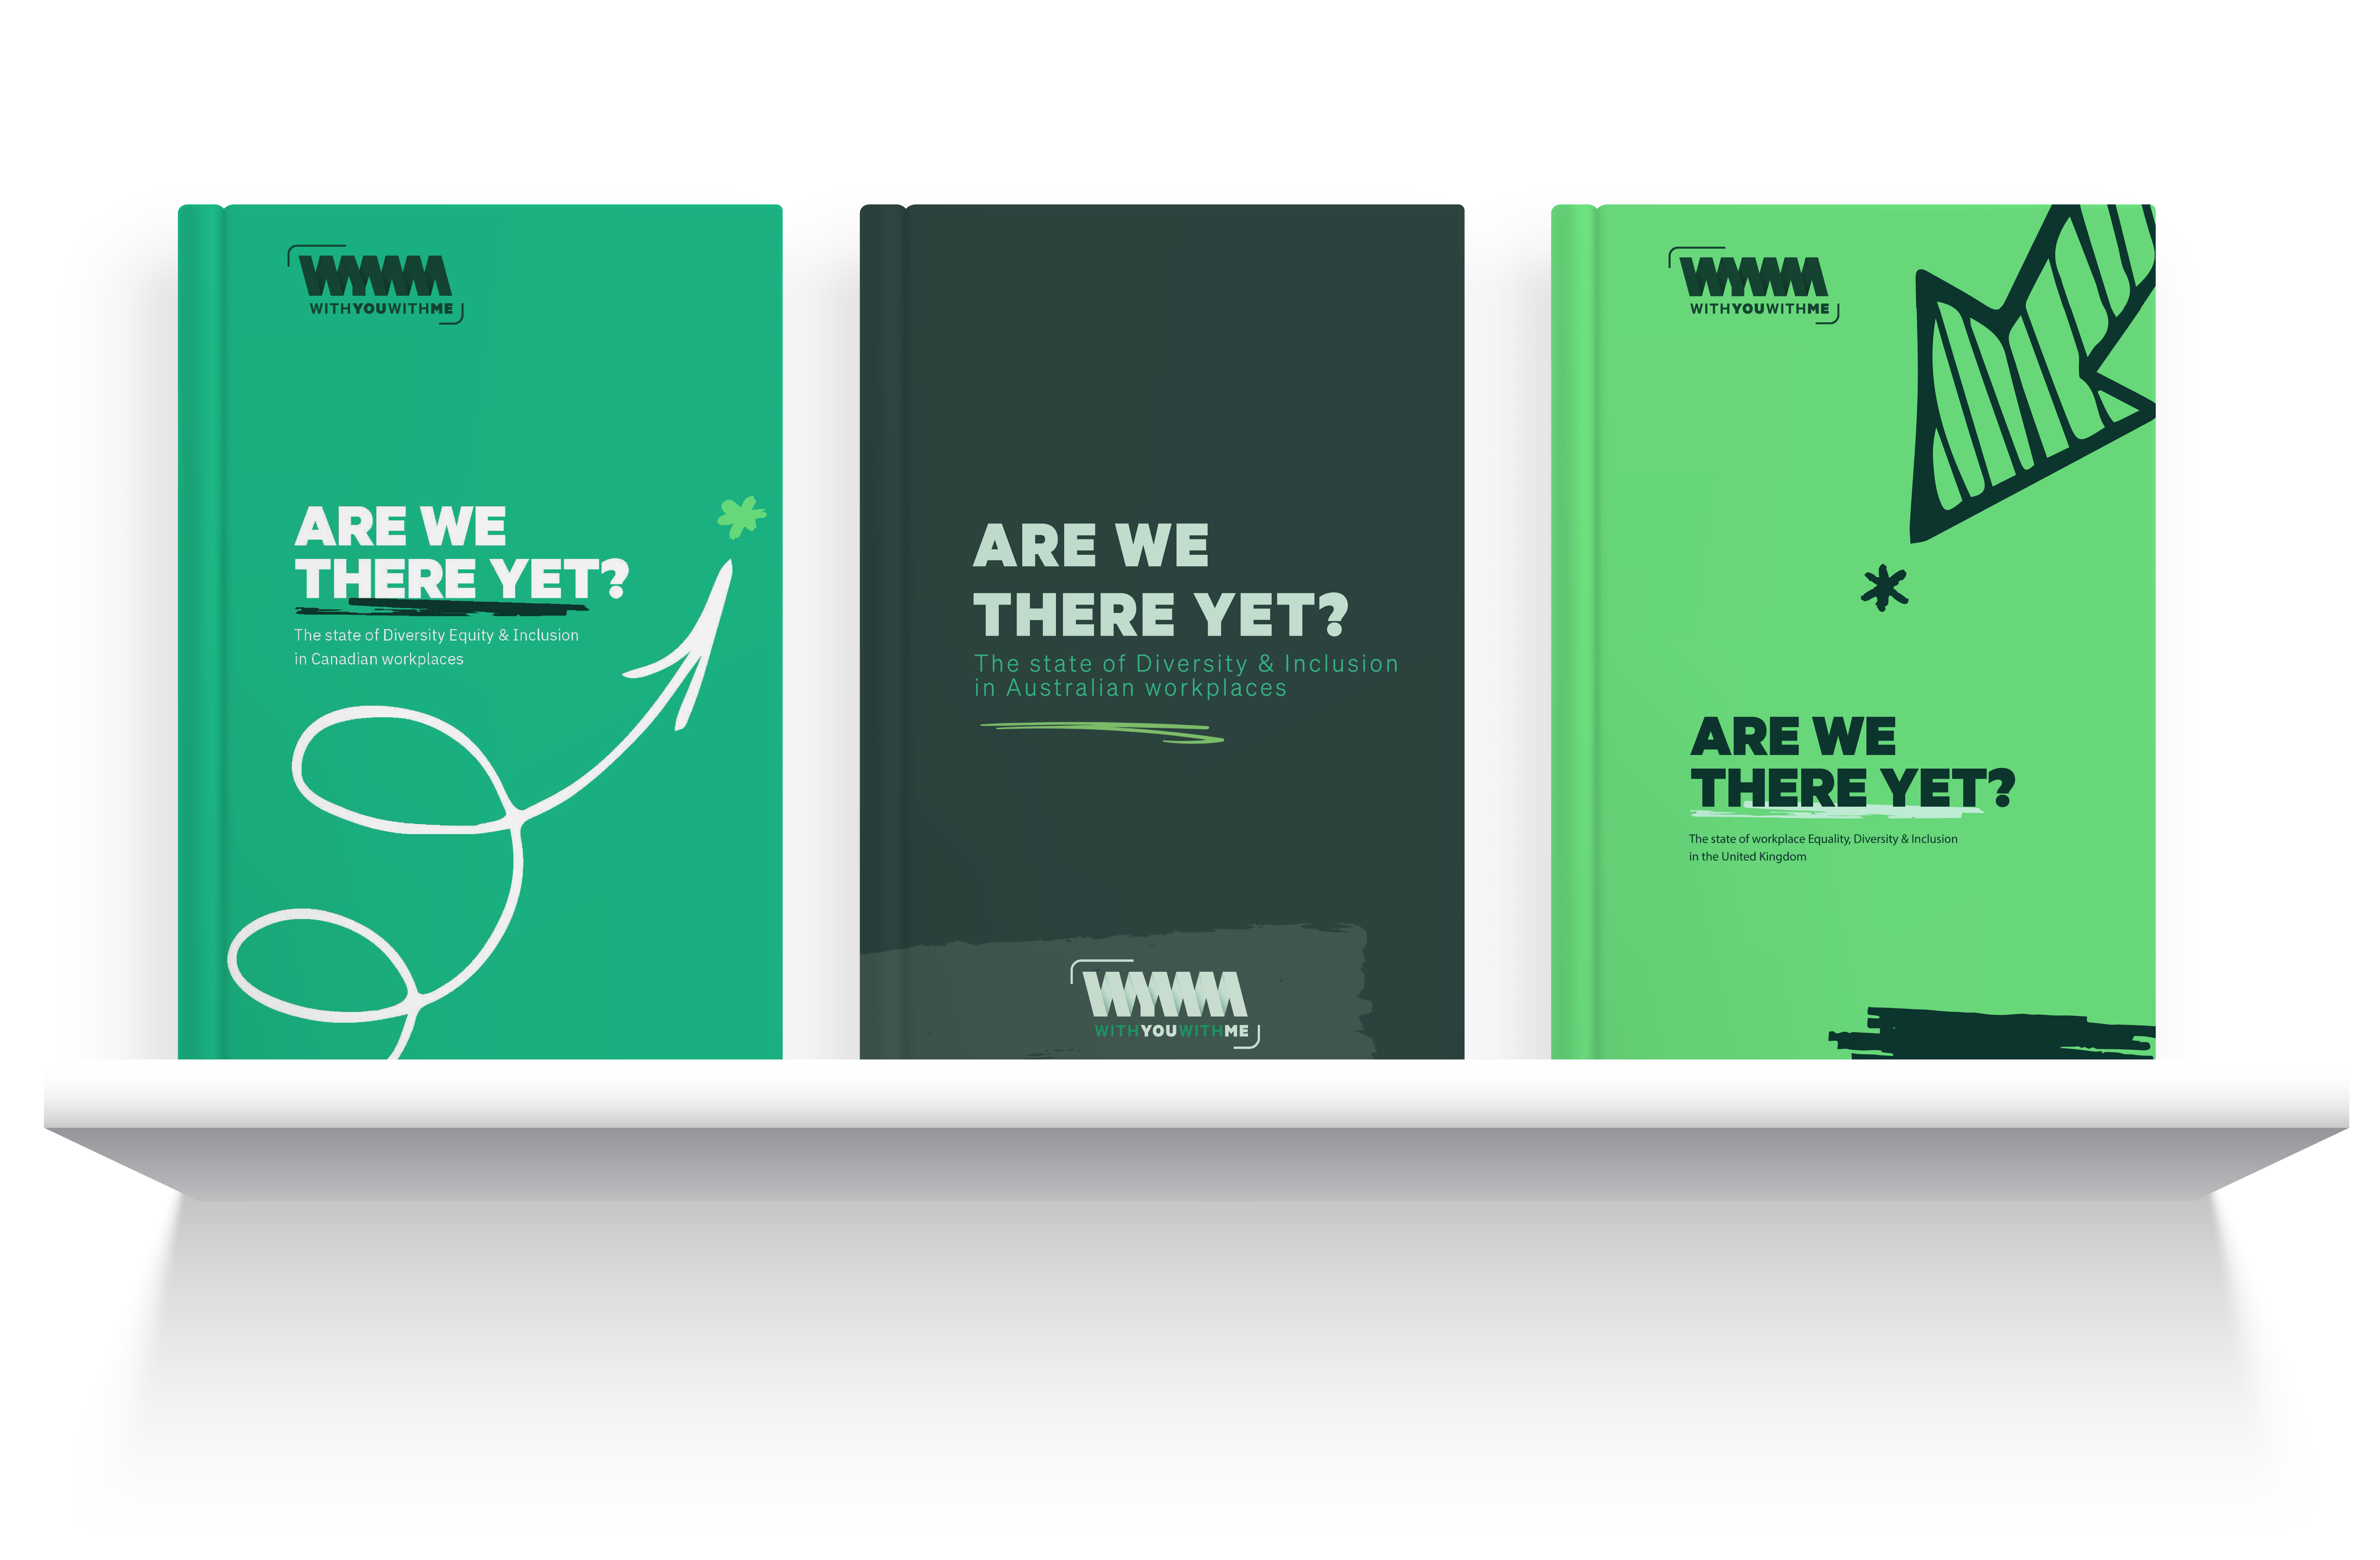 WYWM
WITHYOUWITHME
ARE WE
THERE YET?
The state of Diversity Equity & Inclusion
in Canadian workplaces
ARE WE
THERE YET?
The state of Diversity & Inclusion
in Australian workplaces
WYWM
WITHYOUWITHME
WYWM
WITHYOUWITHME
ARE WE
THERE YET?
The state of workplace Equality, Diversity & Inclusion
in the United Kingdom